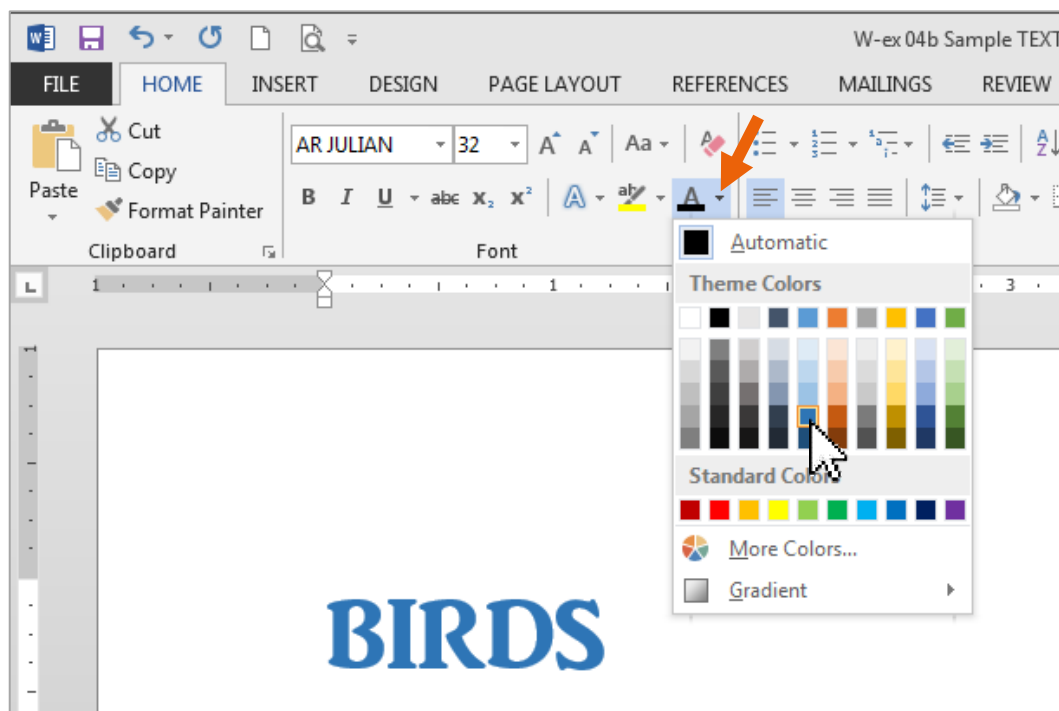 W-ex 04b Sample TEXT
FILE HOME INSERT DESIGN PAGE LAYOUT REFERENCES MAILINGS REVIEW
Cut
AR JULIAN 32 Aa
Copy
Paste
Format Painter
B I U abc x₂ x² A ab A
Clipboard Font
Automatic
1 1 3
Theme Colors
1
Standard Colors
More Colors...
Gradient
BIRDS